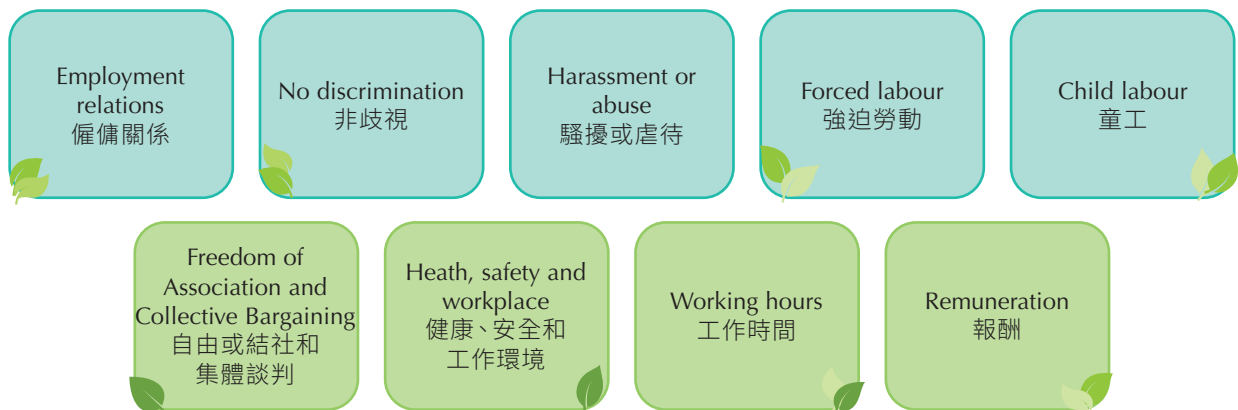 Employment
relations
僱傭關係
No discrimination
非歧視
Harassment or
abuse
騷擾或虐待
Forced labour
強迫勞動
Child labour
童工
Freedom of
Association and
Collective Bargaining
自由或結社和
集體談判
Heath, safety and
workplace
健康、安全和
工作環境
Working hours
工作時間
Remuneration
報酬